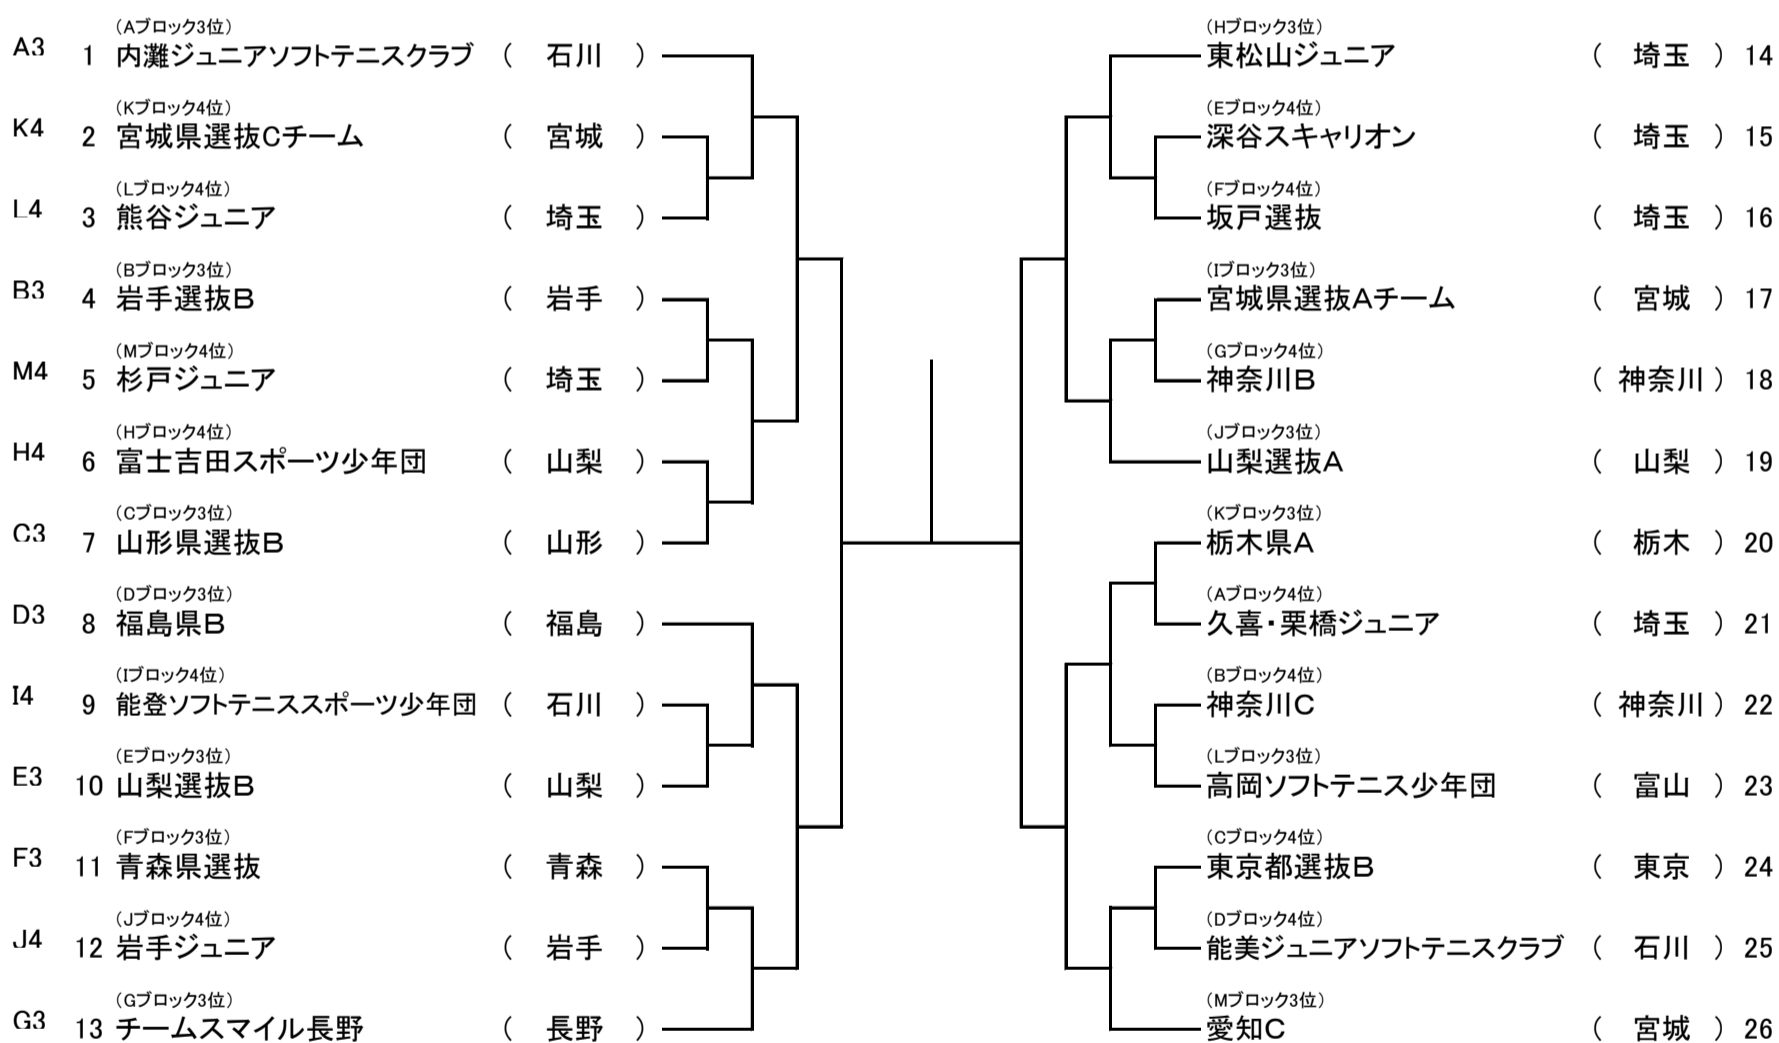 (Aブロック3位)
A3 1 内灘ジュニアソフトテニスクラブ ( 石川 )
(Kブロック4位)
K4 2 宮城県選抜Cチーム ( 宮城 )
(Lブロック4位)
L4 3 熊谷ジュニア ( 埼玉 )
(Bブロック3位)
B3 4 岩手選抜B ( 岩手 )
(Mブロック4位)
M4 5 杉戸ジュニア ( 埼玉 )
(Hブロック4位)
H4 6 富士吉田スポーツ少年団 ( 山梨 )
(Cブロック3位)
C3 7 山形県選抜B ( 山形 )
(Dブロック3位)
D3 8 福島県B ( 福島 )
(Iブロック4位)
I4 9 能登ソフトテニススポーツ少年団 ( 石川 )
(Eブロック3位)
E3 10 山梨選抜B ( 山梨 )
(Fブロック3位)
F3 11 青森県選抜 ( 青森 )
(Jブロック4位)
J4 12 岩手ジュニア ( 岩手 )
(Gブロック3位)
G3 13 チームスマイル長野 ( 長野 )
(Hブロック3位)
東松山ジュニア ( 埼玉 ) 14
(Eブロック4位)
深谷スキャリオン ( 埼玉 ) 15
(Fブロック4位)
坂戸選抜 ( 埼玉 ) 16
(Iブロック3位)
宮城県選抜Aチーム ( 宮城 ) 17
(Gブロック4位)
神奈川B ( 神奈川 ) 18
(Jブロック3位)
山梨選抜A ( 山梨 ) 19
(Kブロック3位)
栃木県A ( 栃木 ) 20
(Aブロック4位)
久喜・栗橋ジュニア ( 埼玉 ) 21
(Bブロック4位)
神奈川C ( 神奈川 ) 22
(Lブロック3位)
高岡ソフトテニス少年団 ( 富山 ) 23
(Cブロック4位)
東京都選抜B ( 東京 ) 24
(Dブロック4位)
能美ジュニアソフトテニスクラブ ( 石川 ) 25
(Mブロック3位)
愛知C ( 宮城 ) 26